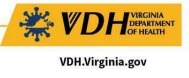 VDH VIRGINIA
DEPARTMENT
OF HEALTH
VDH.Virginia.gov